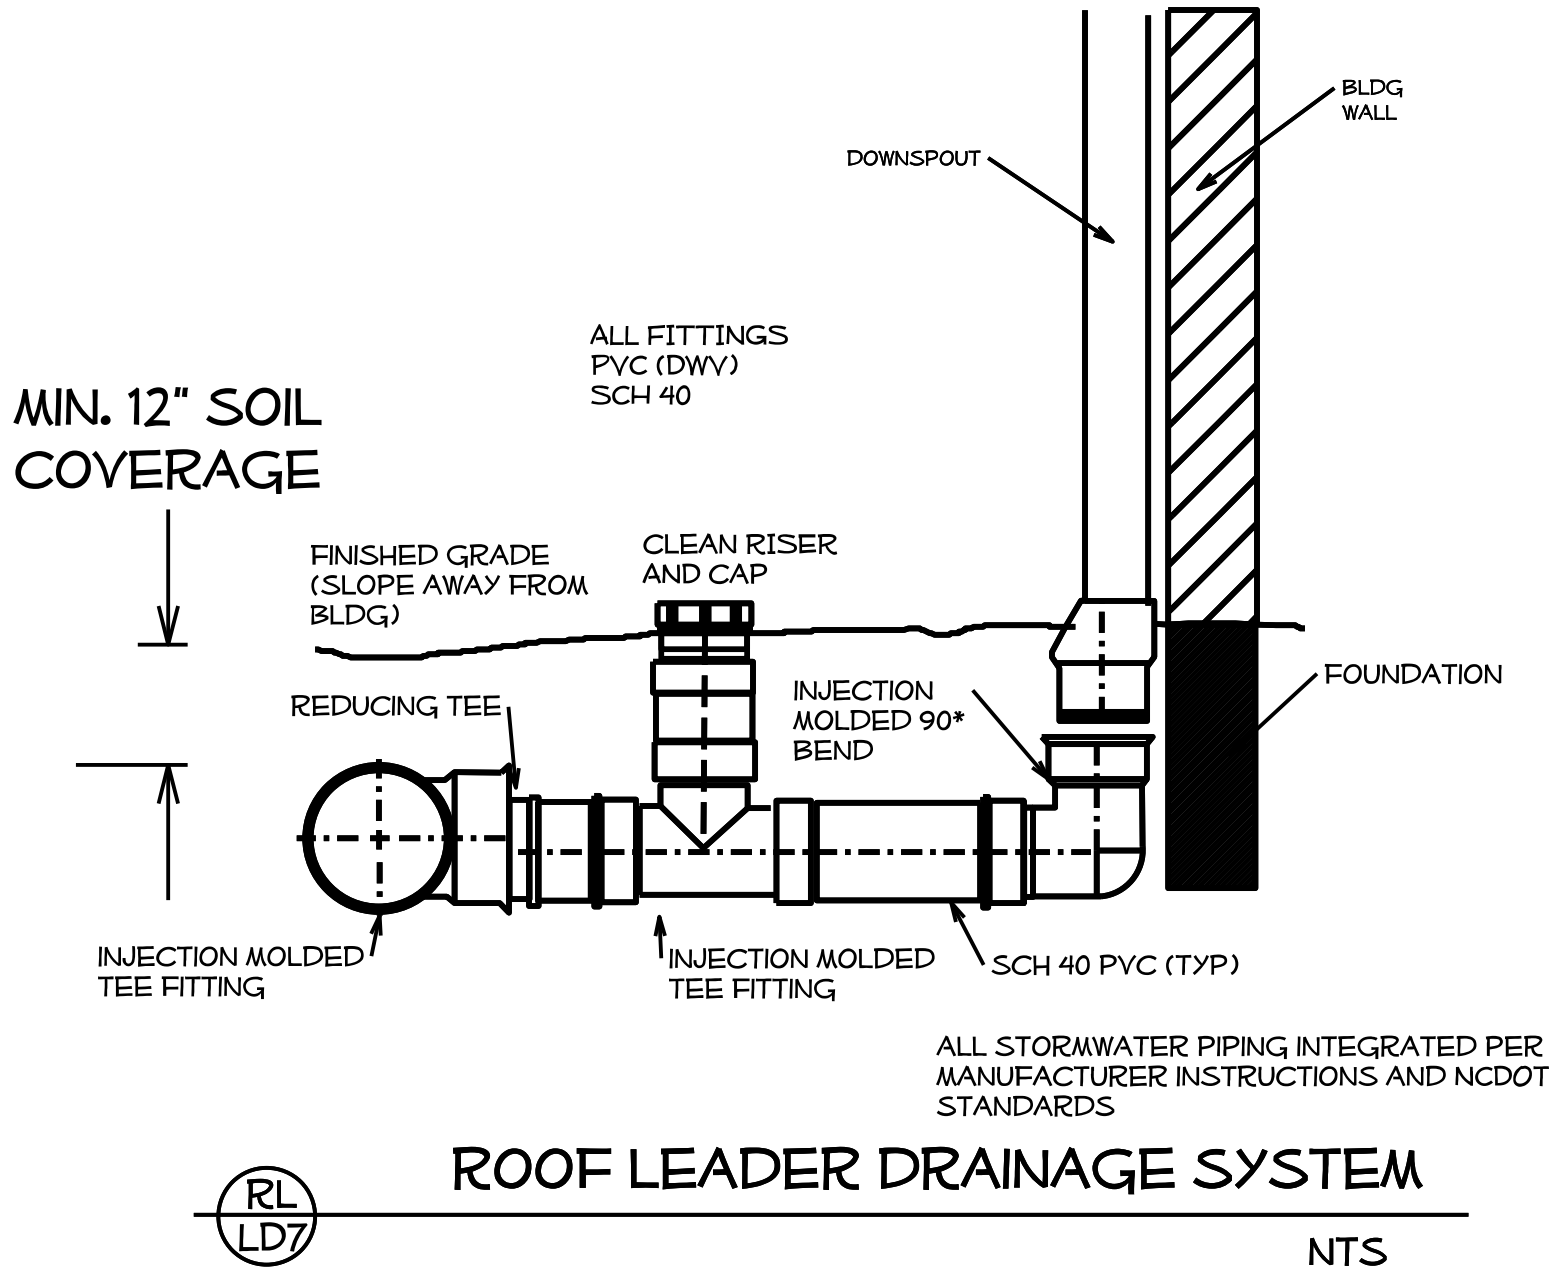 BLDG
WALL
DOWNSPOUT
ALL FITTINGS
PVC (DWV)
SCH 40
MIN. 12" SOIL
COVERAGE
FINISHED GRADE
(SLOPE AWAY FROM
BLDG)
CLEAN RISER
AND CAP
REDUCING TEE
INJECTION
MOLDED 90*
BEND
FOUNDATION
INJECTION MOLDED
TEE FITTING
INJECTION MOLDED
TEE FITTING
SCH 40 PVC (TYP)
ALL STORMWATER PIPING INTEGRATED PER
MANUFACTURER INSTRUCTIONS AND NCDOT
STANDARDS
ROOF LEADER DRAINAGE SYSTEM
RL
LD7
NTS